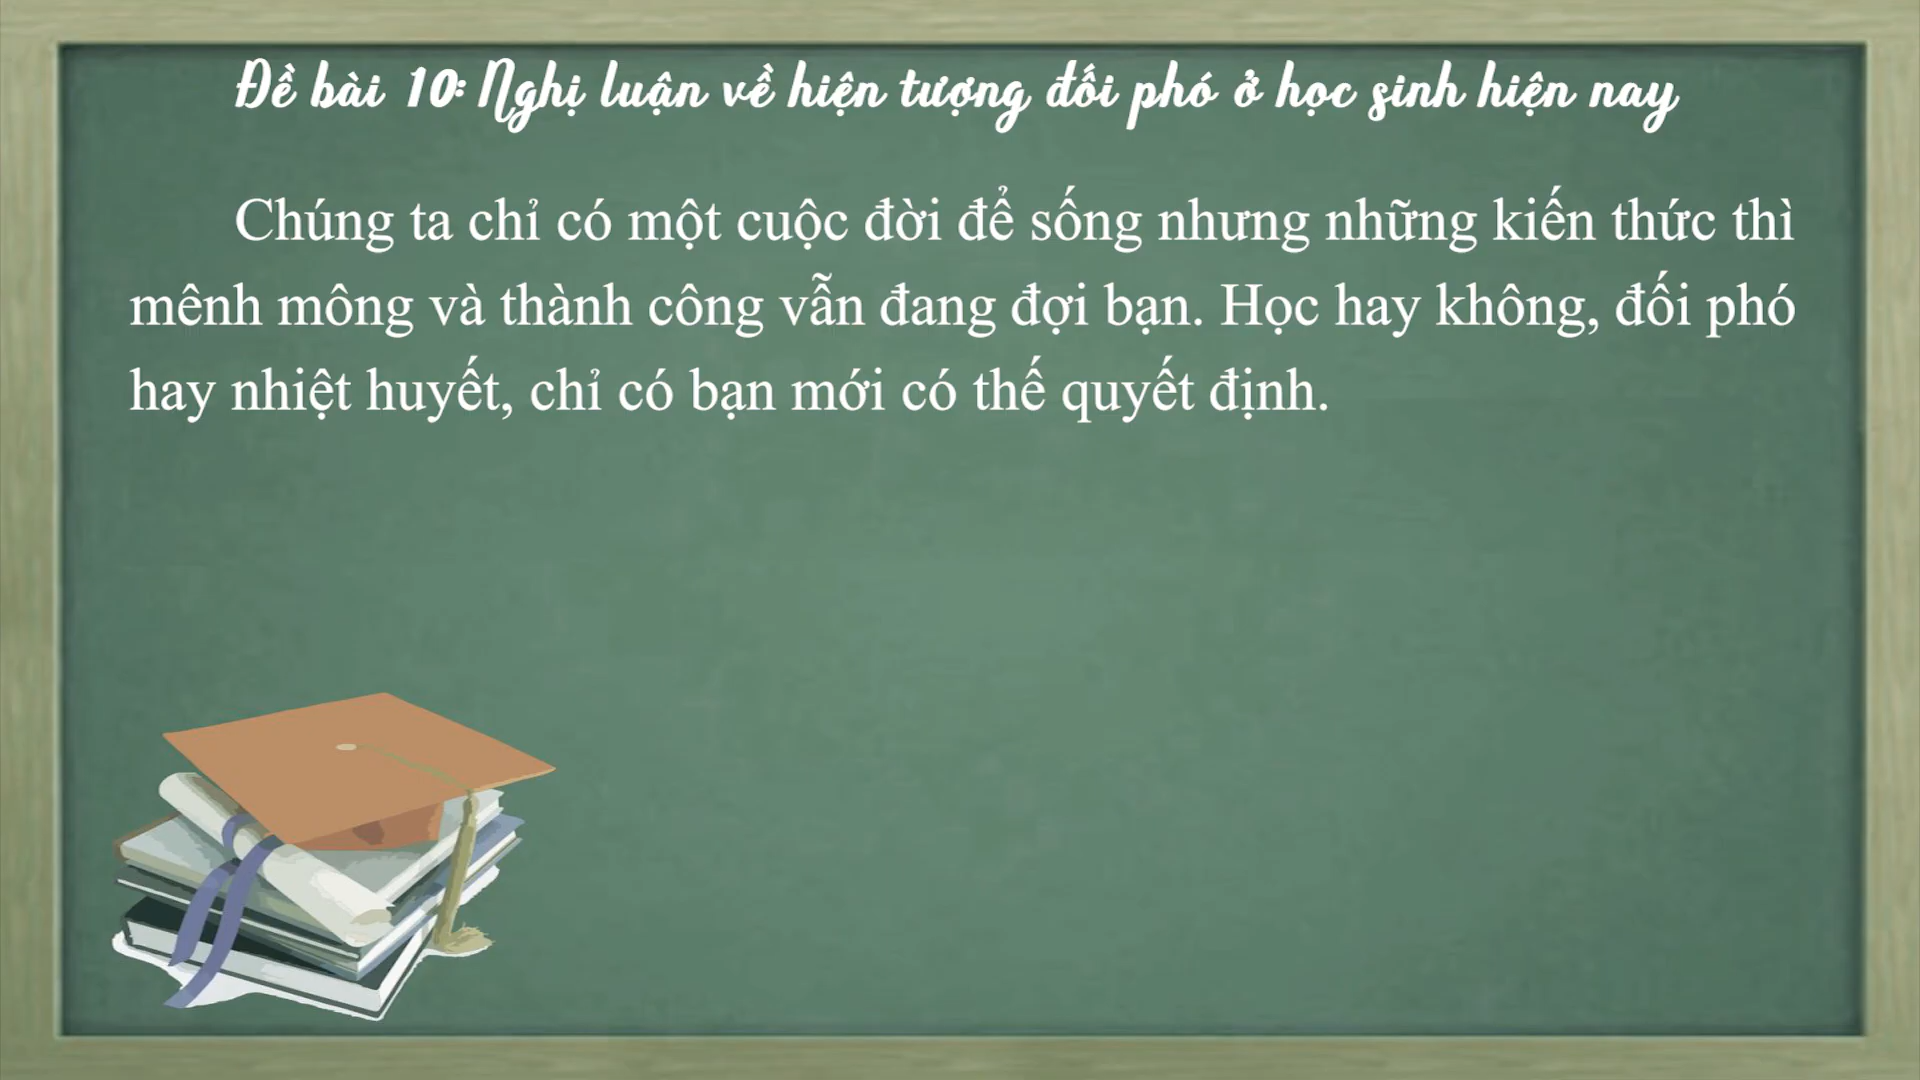 Đề bài 10: Nghị luận về hiện tượng đối phó ở học sinh hiện nay
Chúng ta chỉ có một cuộc đời để sống nhưng những kiến thức thì
mênh mông và thành công vẫn đang đợi bạn. Học hay không, đối phó
hay nhiệt huyết, chỉ có bạn mới có thế quyết định.